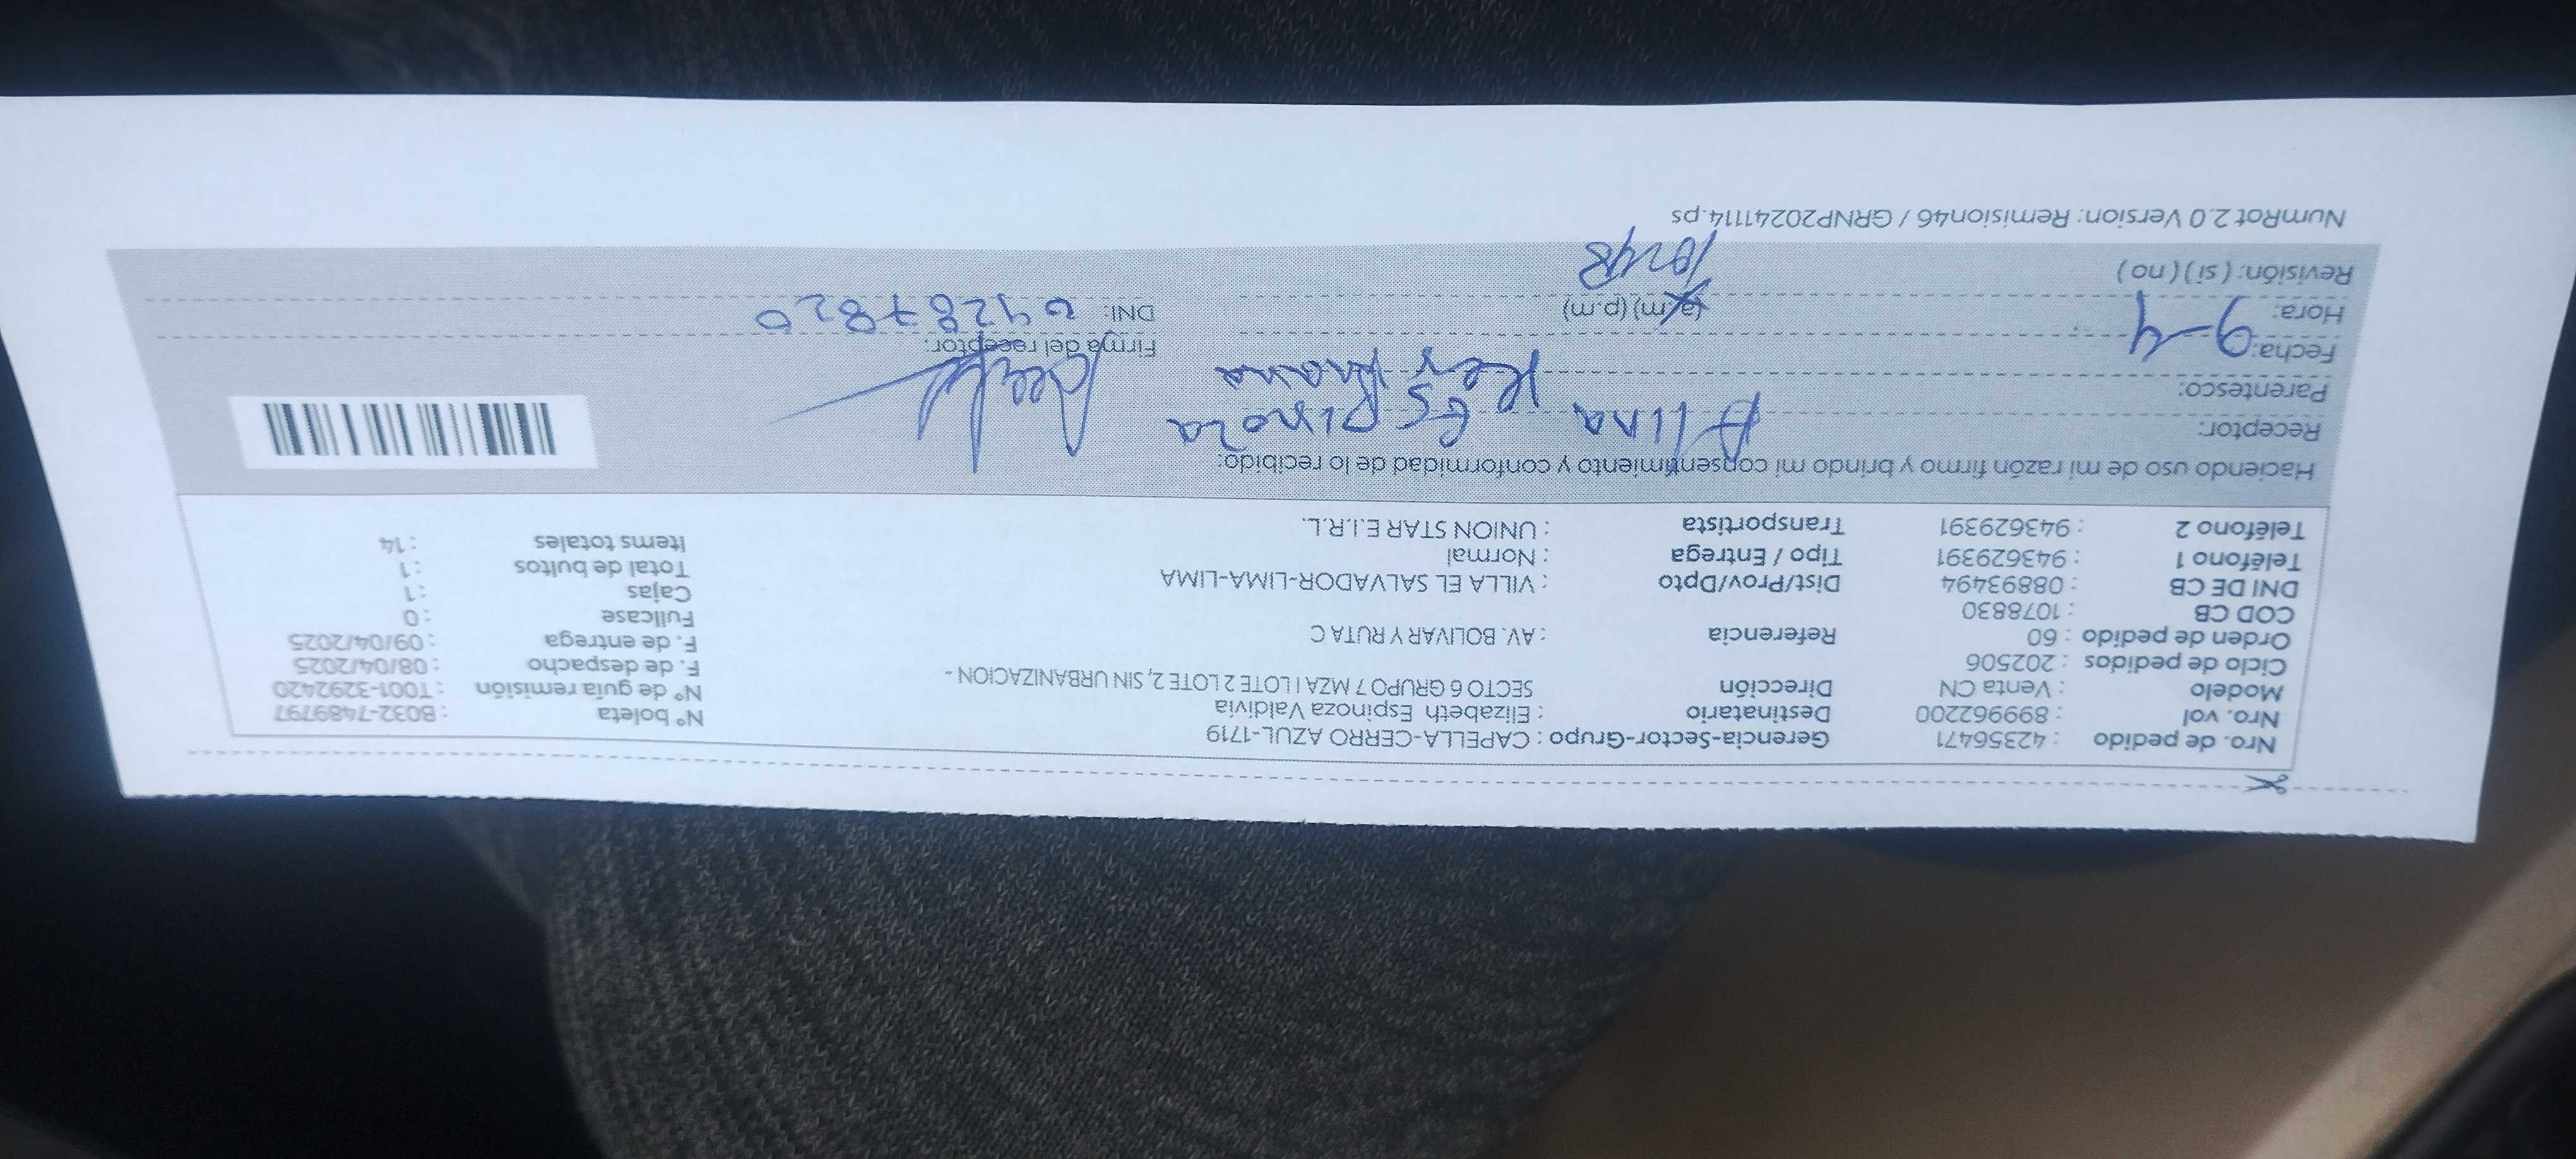 Nro. de pedido : 42356471 Gerencia-Sector-Grupo : CAPELLA-CERRO AZUL-1719
Nro. vol : 899962200 Destinatario : Elizabeth Espinoza Valdivia Nº boleta : B032-7489797
Modelo : Venta CN Dirección SECTO 6 GRUPO 7 MZA I LOTE 2 LOTE 2, SIN URBANIZACION - Nº de guía remisión : T001-3292420
Ciclo de pedidos : 202506 F. de despacho : 08/04/2025
Orden de pedido : 60 Referencia : AV. BOLIVAR Y RUTA C F. de entrega : 09/04/2025
COD CB : 1078830 Fullcase : 0
DNI DE CB : 08893494 Dist/Prov/Dpto : VILLA EL SALVADOR-LIMA-LIMA Cajas : 1
Teléfono 1 : 943629391 Tipo / Entrega : Normal Total de bultos : 1
Teléfono 2 : 943629391 Transportista : UNION STAR E.I.R.L. Items totales : 14
Haciendo uso de mi razón firmo y brindo mi consentimiento y conformidad de lo recibido:
Receptor: Alina Espinoza
Parentesco:
Fecha: 9-4 Firma del receptor:
Hora: (a.m) (p.m) DNI:
Revisión: ( si ) ( no ) 10:48
NumRot 2.0 Version: Remision46 / GRNP20241114.ps